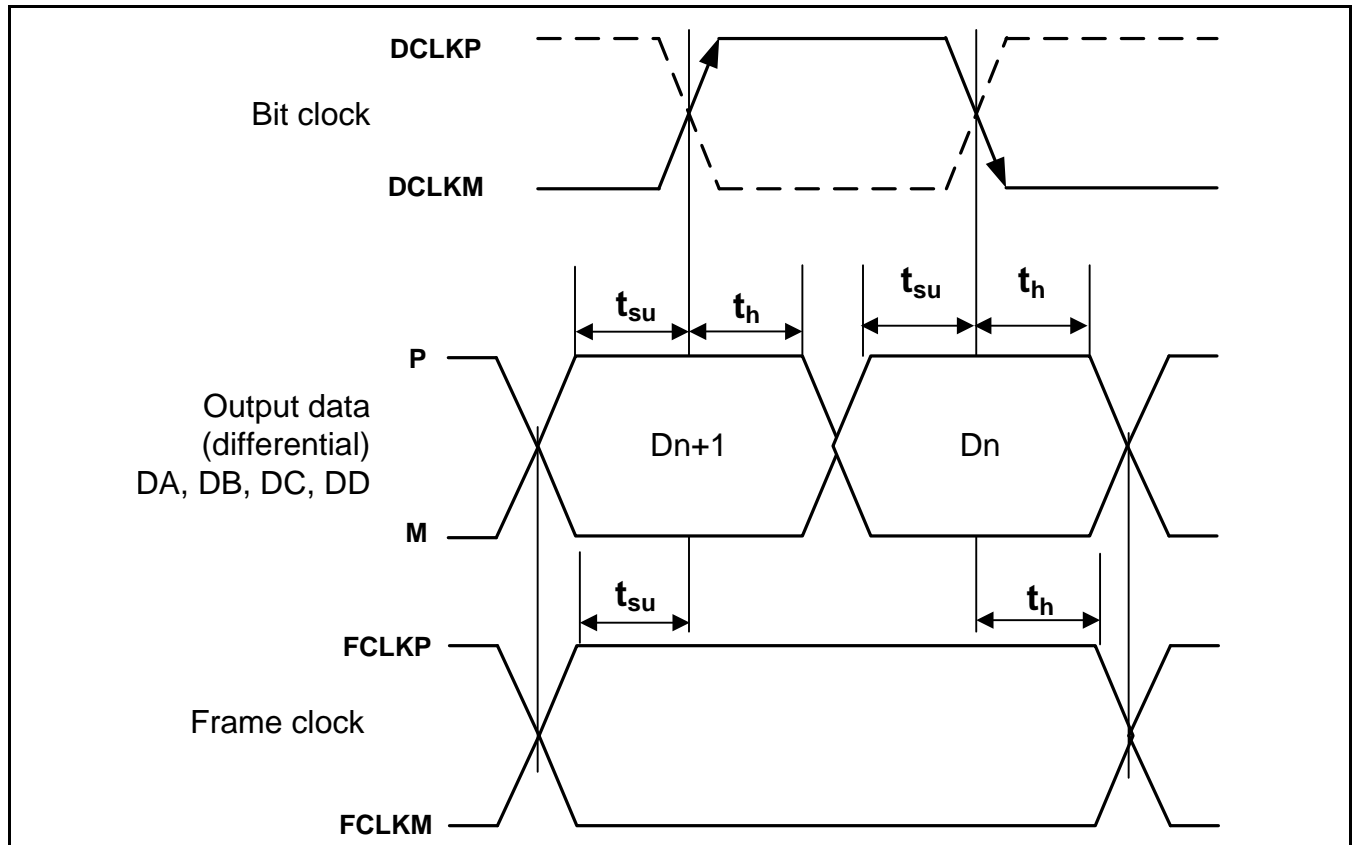 DCLKP
Bit clock
DCLKM
tsu th tsu th
P
Output data
(differential)
DA, DB, DC, DD
Dn+1 Dn
M
tsu th
FCLKP
Frame clock
FCLKM